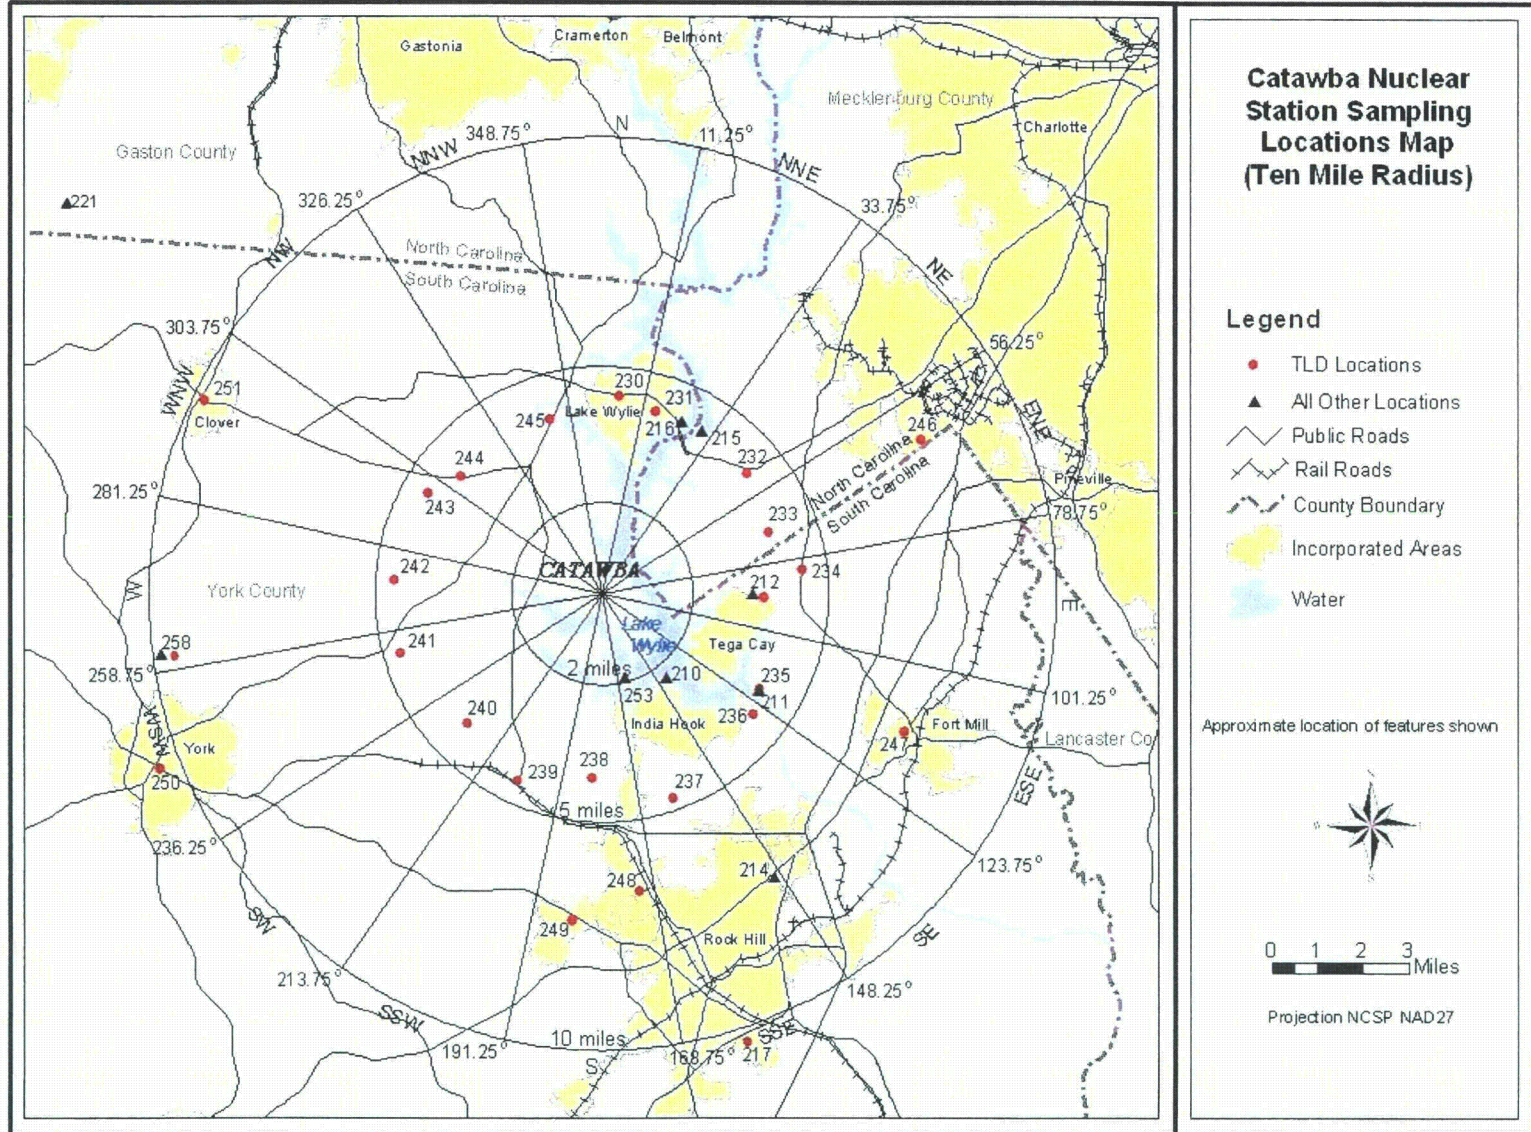 Gastonia
Cramerton
Belmont
Mecklenburg County
Charlotte
Gaston County
NNW
348.75°
N
11.25°
NNE
326.25°
33.75°
221
NW
North Carolina
South Carolina
NE
303.75°
56.25°
WNW
251
Clover
230
231
Lake Wylie
245
216
215
ENE
246
244
232
North Carolina
South Carolina
Pineville
281.25°
243
78.75°
233
242
CATAWBA
234
212
W
York County
E
Lake
Wylie
258
241
Tega Cay
2 miles
210
235
258.75°
253
211
101.25°
240
India Hook
236
247
Fort Mill
Lancaster Co
WSW
York
239
238
237
250
ESE
5 miles
236.25°
123.75°
214
248
249
Rock Hill
SW
SE
213.75°
148.25°
SSW
191.25°
10 miles
SSE
S
168.75°
217
Catawba Nuclear
Station Sampling
Locations Map
(Ten Mile Radius)
Legend
TLD Locations
All Other Locations
Public Roads
Rail Roads
County Boundary
Incorporated Areas
Water
Approximate location of features shown
N
W
E
S
0 1 2 3
Miles
Projection NCSP NAD27